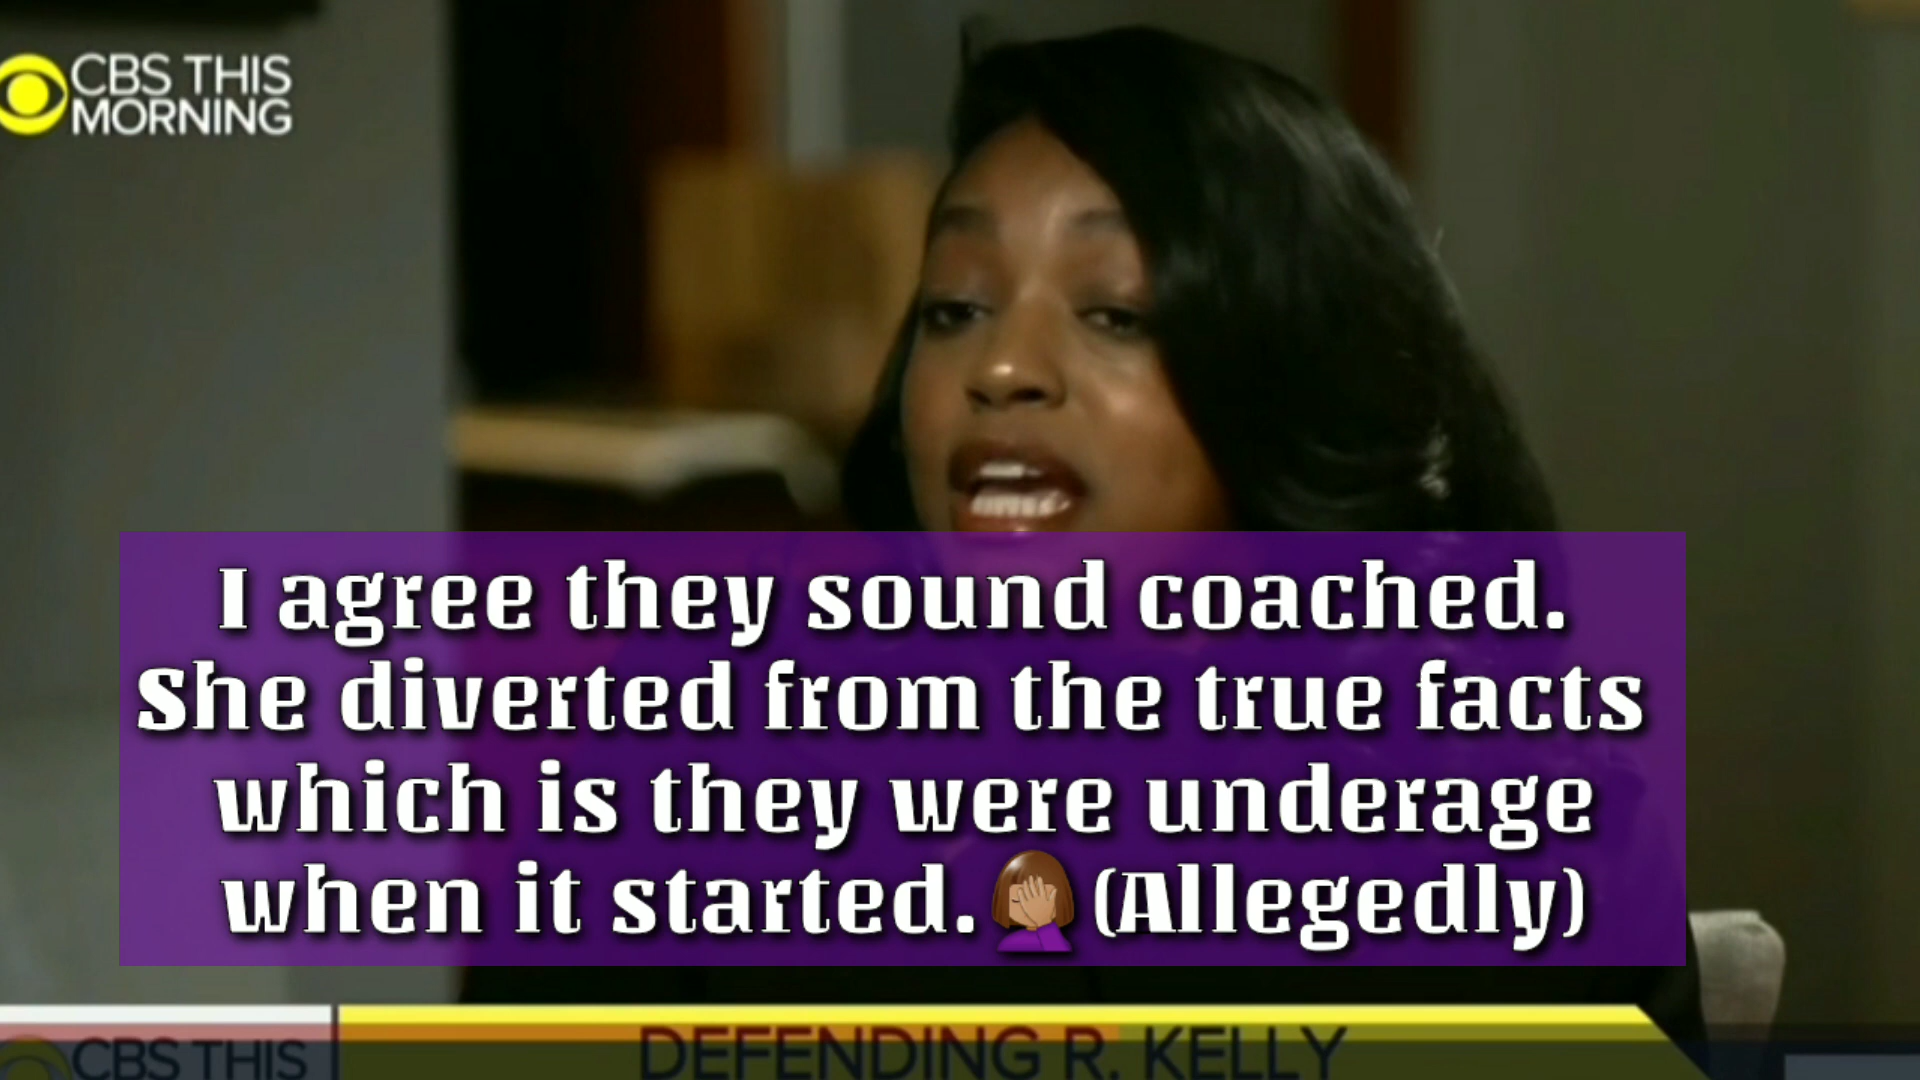 CBS THIS
MORNING
I agree they sound coached.
She diverted from the true facts
which is they were underage
when it started.🤦🏽‍♀️(Allegedly)
CBS THIS
DEFENDING R. KELLY